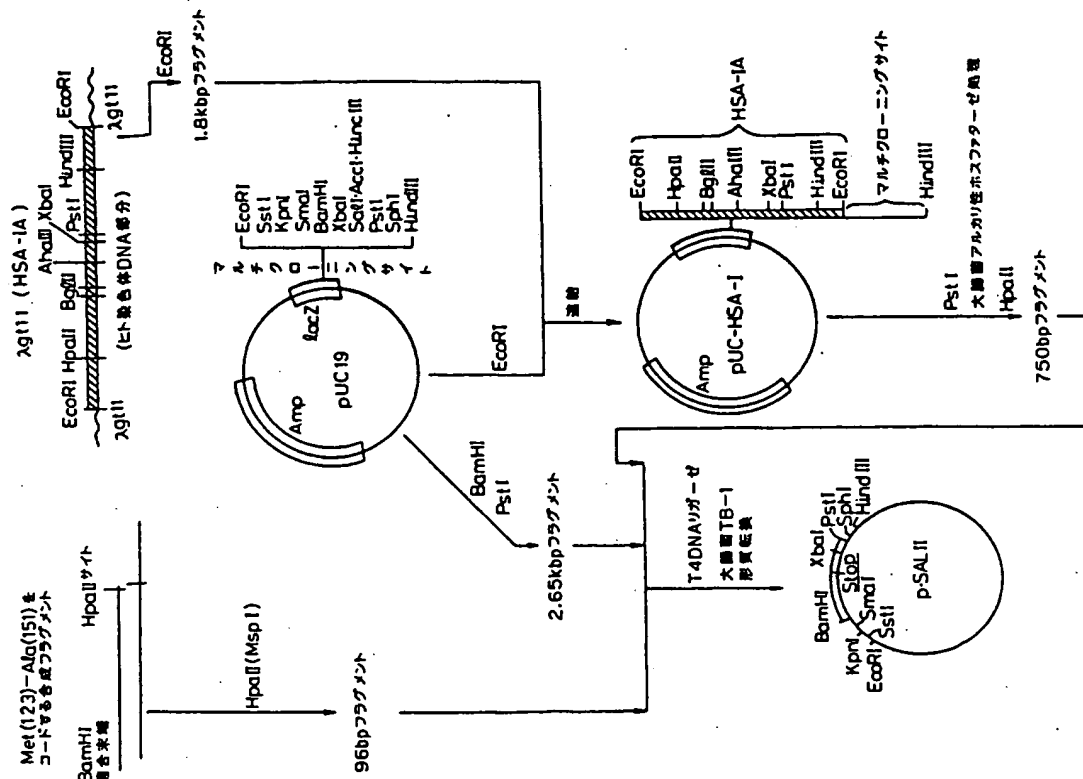 Met(123)-Ala(151)を
コードする合成フラグメント
BamHI
HpaIIサイト
HpaII(MspI)
96bpフラグメント
λgt11 (HSA-IA)
EcoRI
HpaII
BglII
AhaIII
XbaI
PstI
HindIII
EcoRI
λgt11
(ヒト染色体DNA部分)
λgt11
EcoRI
1.8kbpフラグメント
Amp
pUC19
lacZ
マルチクローニングサイト
EcoRI
SstI
KpnI
SmaI
BamHI
XbaI
SalI・AccI・HincII
PstI
SphI
HindIII
BamHI
PstI
2.65kbpフラグメント
EcoRI
連結
Amp
pUC-HSA-I
EcoRI
HpaII
BglII
AhaIII
XbaI
PstI
HindIII
EcoRI
HSA-IA
マルチクローニングサイト
HindIII
PstI
大腸菌アルカリ性ホスファターゼ処理
HpaII
750bpフラグメント
T4DNAリガーゼ
大腸菌TB-1
形質転換
BamHI
XbaI
PstI
SphI
HindIII
Stop
KpnI
SmaI
EcoRI
SstI
p-SALII